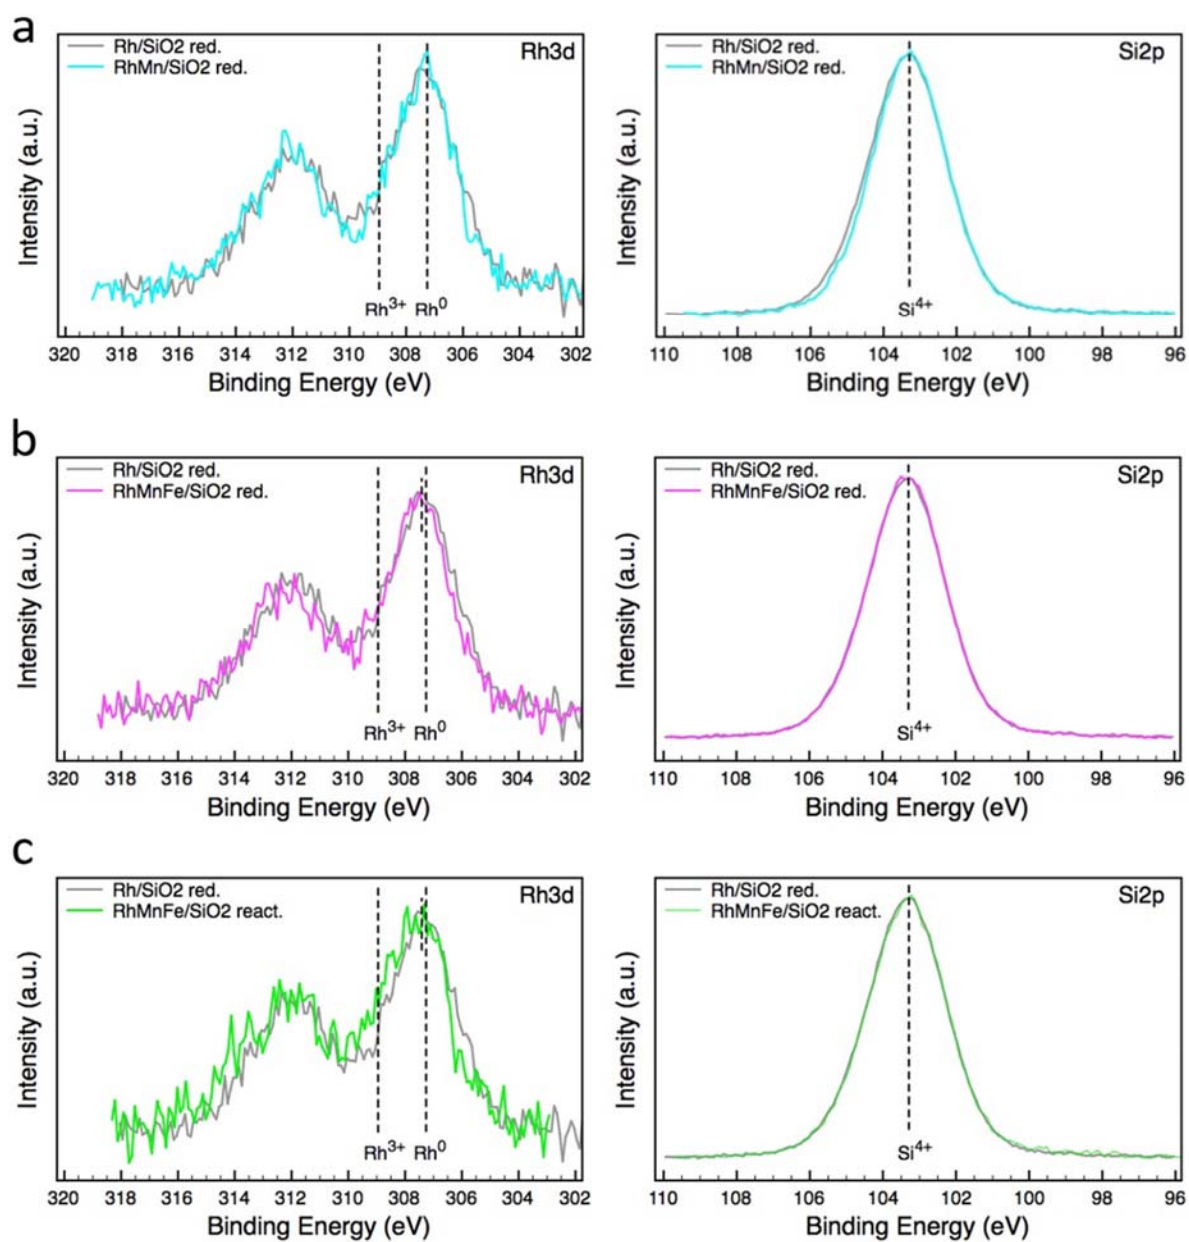 a
Rh/SiO2 red.
RhMn/SiO2 red.
Rh3d
Intensity (a.u.)
Rh3+ Rh0
320 318 316 314 312 310 308 306 304 302
Binding Energy (eV)
Rh/SiO2 red.
RhMn/SiO2 red.
Si2p
Intensity (a.u.)
Si4+
110 108 106 104 102 100 98 96
Binding Energy (eV)
b
Rh/SiO2 red.
RhMnFe/SiO2 red.
Rh3d
Intensity (a.u.)
Rh3+ Rh0
320 318 316 314 312 310 308 306 304 302
Binding Energy (eV)
Rh/SiO2 red.
RhMnFe/SiO2 red.
Si2p
Intensity (a.u.)
Si4+
110 108 106 104 102 100 98 96
Binding Energy (eV)
c
Rh/SiO2 red.
RhMnFe/SiO2 react.
Rh3d
Intensity (a.u.)
Rh3+ Rh0
320 318 316 314 312 310 308 306 304 302
Binding Energy (eV)
Rh/SiO2 red.
RhMnFe/SiO2 react.
Si2p
Intensity (a.u.)
Si4+
110 108 106 104 102 100 98 96
Binding Energy (eV)